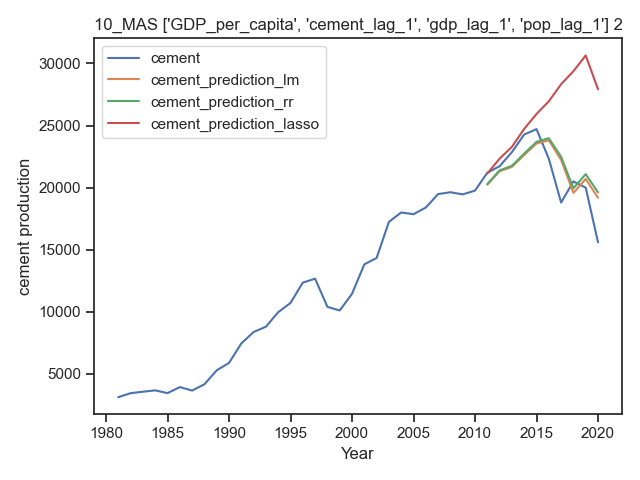 10_MAS ['GDP_per_capita', 'cement_lag_1', 'gdp_lag_1', 'pop_lag_1'] 2
cement
cement_prediction_lm
cement_prediction_rr
cement_prediction_lasso
30000
25000
20000
15000
10000
5000
cement production
1980 1985 1990 1995 2000 2005 2010 2015 2020
Year